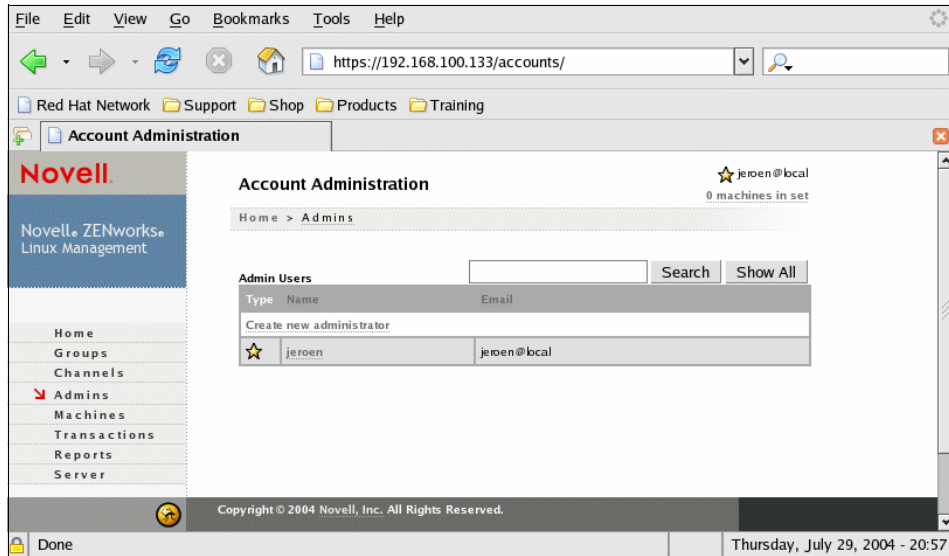 File Edit View Go Bookmarks Tools Help
https://192.168.100.133/accounts/
Red Hat Network Support Shop Products Training
Account Administration
Novell.
Novell® ZENworks®
Linux Management
Account Administration
jeroen@local
0 machines in set
Home > Admins
Admin Users
Search Show All
Type Name Email
Create new administrator
jeroen jeroen@local
Home
Groups
Channels
Admins
Machines
Transactions
Reports
Server
Copyright © 2004 Novell, Inc. All Rights Reserved.
Done Thursday, July 29, 2004 - 20:57